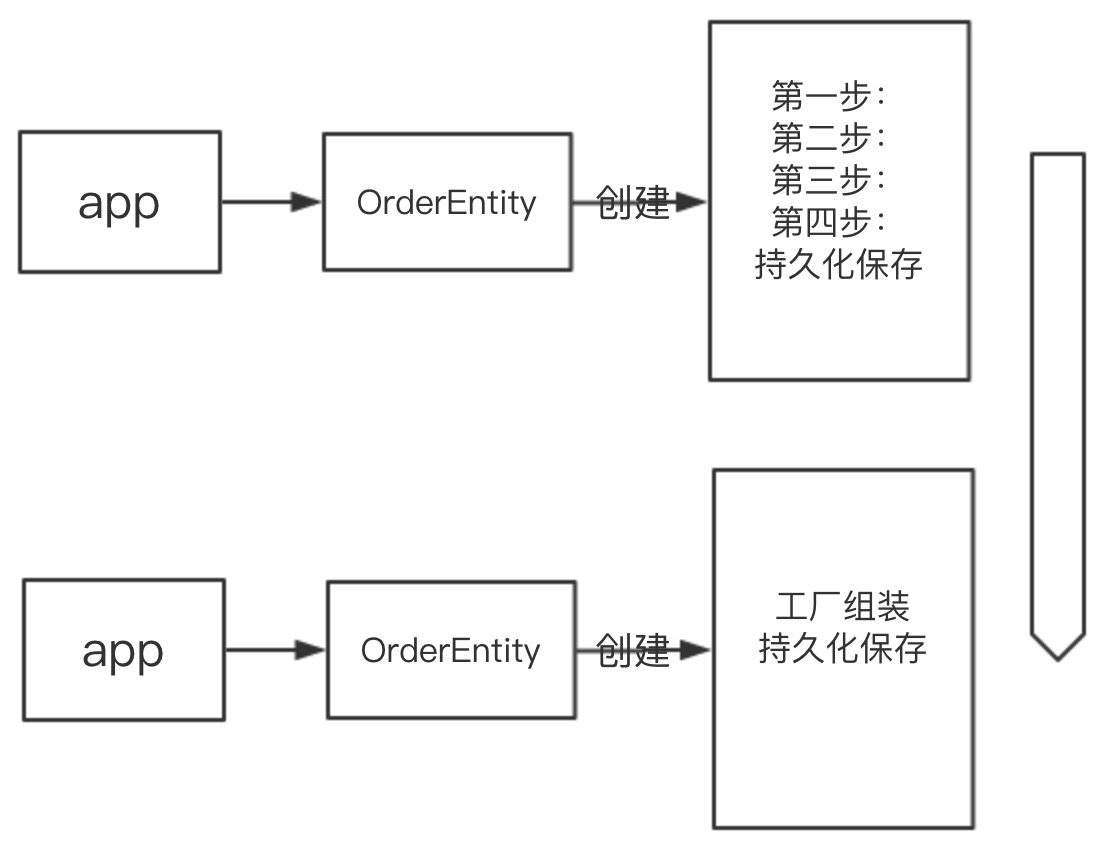 app
OrderEntity
创建
第一步：
第二步：
第三步：
第四步：
持久化保存
app
OrderEntity
创建
工厂组装
持久化保存